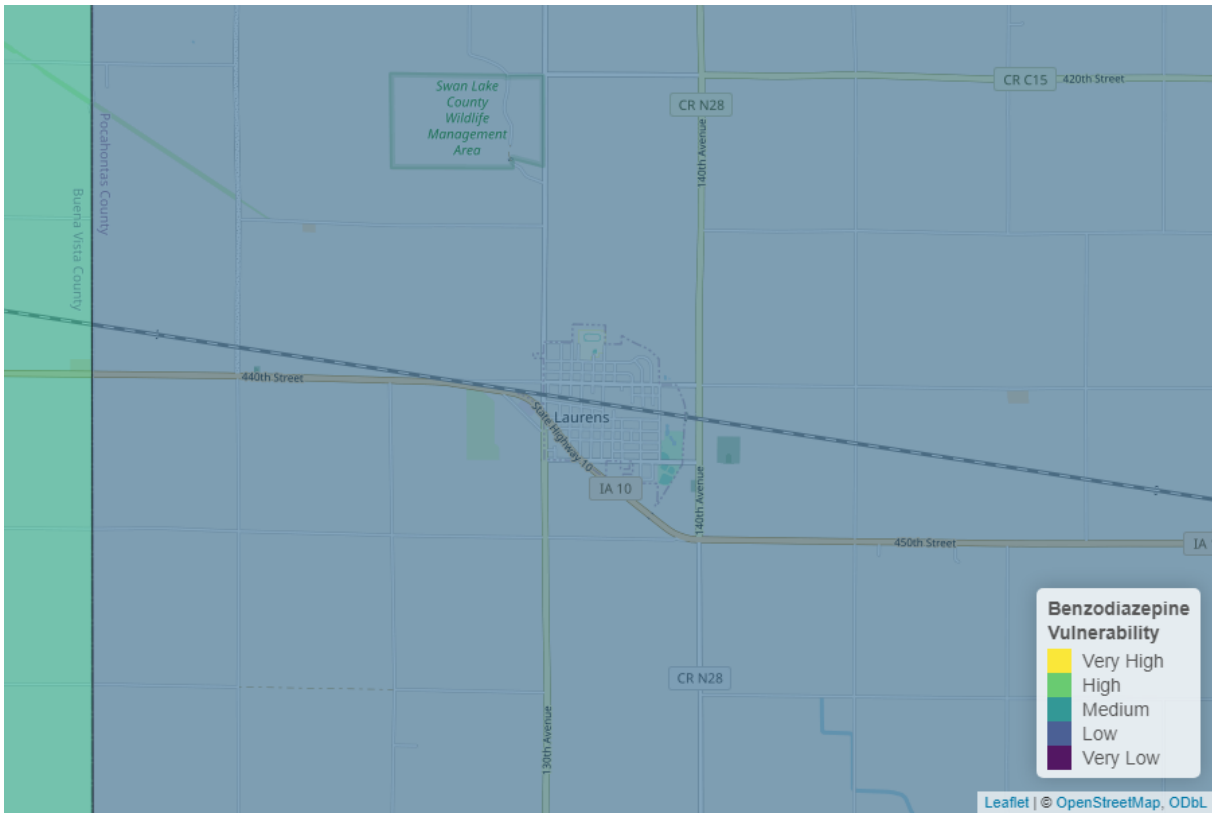 Swan Lake
County
Wildlife
Management
Area
CR N28
CR C15
420th Street
140th Avenue
Pocahontas County
Buena Vista County
440th Street
Laurens
State Highway 10
IA 10
140th Avenue
450th Street
IA
CR N28
130th Avenue
Benzodiazepine
Vulnerability
Very High
High
Medium
Low
Very Low
Leaflet | © OpenStreetMap, ODbL